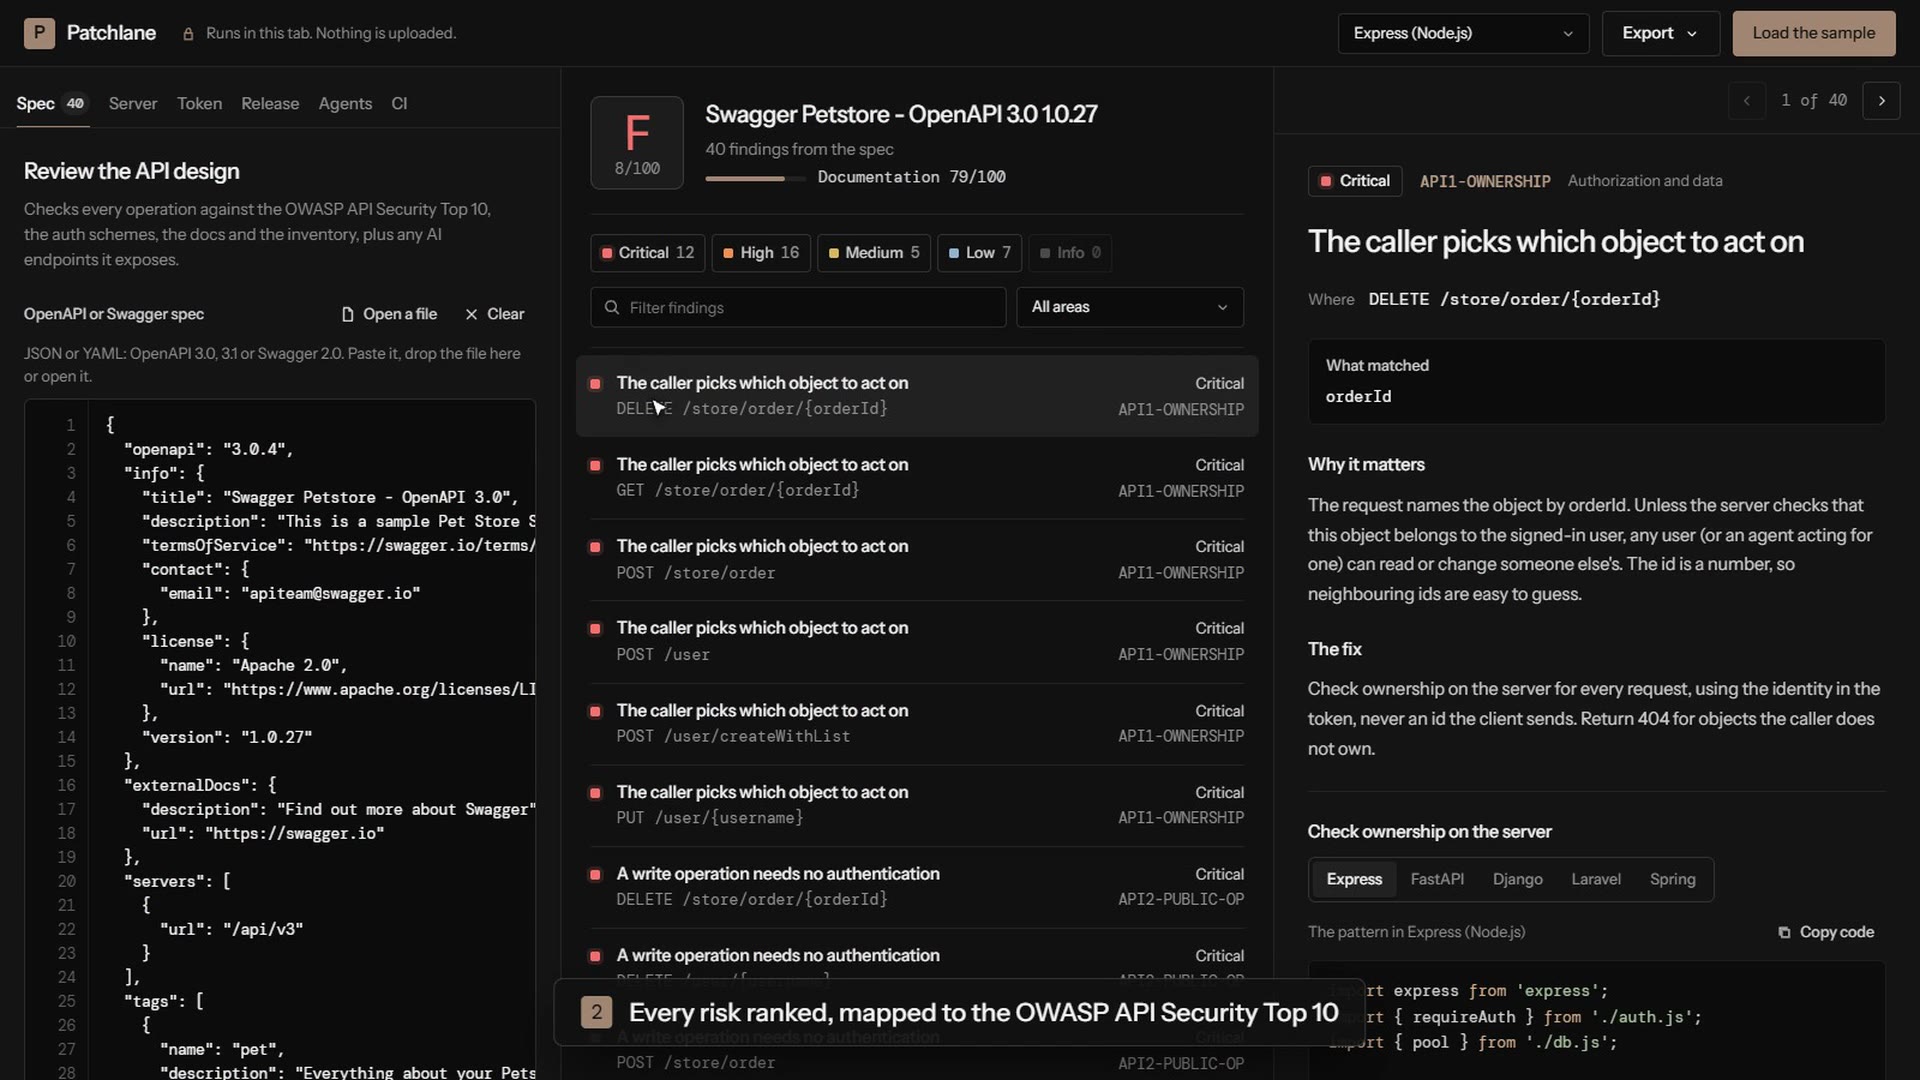 P Patchlane
Runs in this tab. Nothing is uploaded.
Express (Node.js)
Export
Load the sample
Spec 40 Server Token Release Agents CI
Review the API design
Checks every operation against the OWASP API Security Top 10,
the auth schemes, the docs and the inventory, plus any AI
endpoints it exposes.
OpenAPI or Swagger spec
Open a file
Clear
JSON or YAML: OpenAPI 3.0, 3.1 or Swagger 2.0. Paste it, drop the file here
or open it.
1 {
2 "openapi": "3.0.4",
3 "info": {
4 "title": "Swagger Petstore - OpenAPI 3.0",
5 "description": "This is a sample Pet Store S
6 "termsOfService": "https://swagger.io/terms/
7 "contact": {
8 "email": "apiteam@swagger.io"
9 },
10 "license": {
11 "name": "Apache 2.0",
12 "url": "https://www.apache.org/licenses/LI
13 },
14 "version": "1.0.27"
15 },
16 "externalDocs": {
17 "description": "Find out more about Swagger"
18 "url": "https://swagger.io"
19 },
20 "servers": [
21 {
22 "url": "/api/v3"
23 }
24 ],
25 "tags": [
26 {
27 "name": "pet",
28 "description": "Everything about your Pets
F
8/100
Swagger Petstore - OpenAPI 3.0 1.0.27
40 findings from the spec
Documentation 79/100
Critical 12
High 16
Medium 5
Low 7
Info 0
Filter findings
All areas
The caller picks which object to act on Critical
DELETE /store/order/{orderId} API1-OWNERSHIP
The caller picks which object to act on Critical
GET /store/order/{orderId} API1-OWNERSHIP
The caller picks which object to act on Critical
POST /store/order API1-OWNERSHIP
The caller picks which object to act on Critical
POST /user API1-OWNERSHIP
The caller picks which object to act on Critical
POST /user/createWithList API1-OWNERSHIP
The caller picks which object to act on Critical
PUT /user/{username} API1-OWNERSHIP
A write operation needs no authentication Critical
DELETE /store/order/{orderId} API2-PUBLIC-OP
A write operation needs no authentication Critical
DELETE /user/{username} API2-PUBLIC-OP
2 Every risk ranked, mapped to the OWASP API Security Top 10
A write operation needs no authentication Critical
POST /store/order API2-PUBLIC-OP
1 of 40
Critical API1-OWNERSHIP Authorization and data
The caller picks which object to act on
Where DELETE /store/order/{orderId}
What matched
orderId
Why it matters
The request names the object by orderId. Unless the server checks that
this object belongs to the signed-in user, any user (or an agent acting for
one) can read or change someone else's. The id is a number, so
neighbouring ids are easy to guess.
The fix
Check ownership on the server for every request, using the identity in the
token, never an id the client sends. Return 404 for objects the caller does
not own.
Check ownership on the server
Express FastAPI Django Laravel Spring
The pattern in Express (Node.js)
Copy code
import express from 'express';
import { requireAuth } from './auth.js';
import { pool } from './db.js';